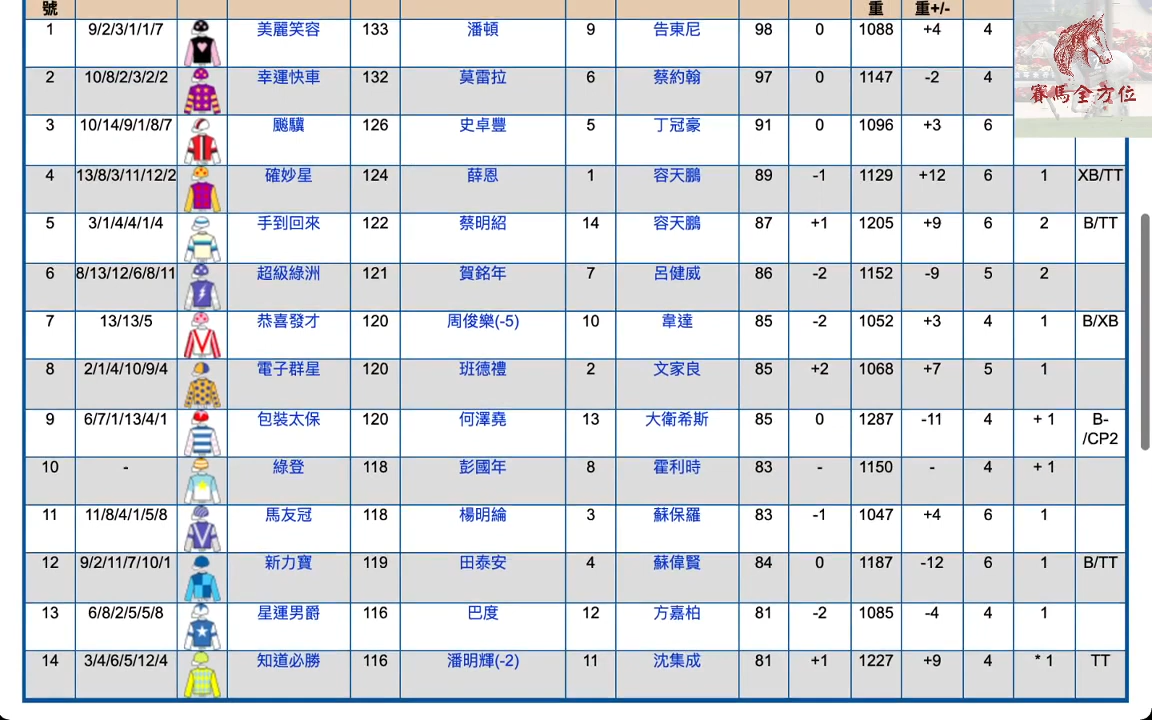 號 重 重+/-
1 9/2/3/1/1/7 美麗笑容 133 潘頓 9 告東尼 98 0 1088 +4 4
賽馬全方位
2 10/8/2/3/2/2 幸運快車 132 莫雷拉 6 蔡約翰 97 0 1147 -2 4
3 10/14/9/1/8/7 颷驥 126 史卓豐 5 丁冠豪 91 0 1096 +3 6
4 13/8/3/11/12/2 確妙星 124 薛恩 1 容天鵬 89 -1 1129 +12 6 1 XB/TT
5 3/1/4/4/1/4 手到回來 122 蔡明紹 14 容天鵬 87 +1 1205 +9 6 2 B/TT
6 8/13/12/6/8/11 超級綠洲 121 賀銘年 7 呂健威 86 -2 1152 -9 5 2
7 13/13/5 恭喜發才 120 周俊樂(-5) 10 韋達 85 -2 1052 +3 4 1 B/XB
8 2/1/4/10/9/4 電子群星 120 班德禮 2 文家良 85 +2 1068 +7 5 1
9 6/7/1/13/4/1 包裝太保 120 何澤堯 13 大衛希斯 85 0 1287 -11 4 + 1 B-
/CP2
10 - 綠登 118 彭國年 8 霍利時 83 - 1150 - 4 + 1
11 11/8/4/1/5/8 馬友冠 118 楊明綸 3 蘇保羅 83 -1 1047 +4 6 1
12 9/2/11/7/10/1 新力寶 119 田泰安 4 蘇偉賢 84 0 1187 -12 6 1 B/TT
13 6/8/2/5/5/8 星運男爵 116 巴度 12 方嘉柏 81 -2 1085 -4 4 1
14 3/4/6/5/12/4 知道必勝 116 潘明輝(-2) 11 沈集成 81 +1 1227 +9 4 * 1 TT